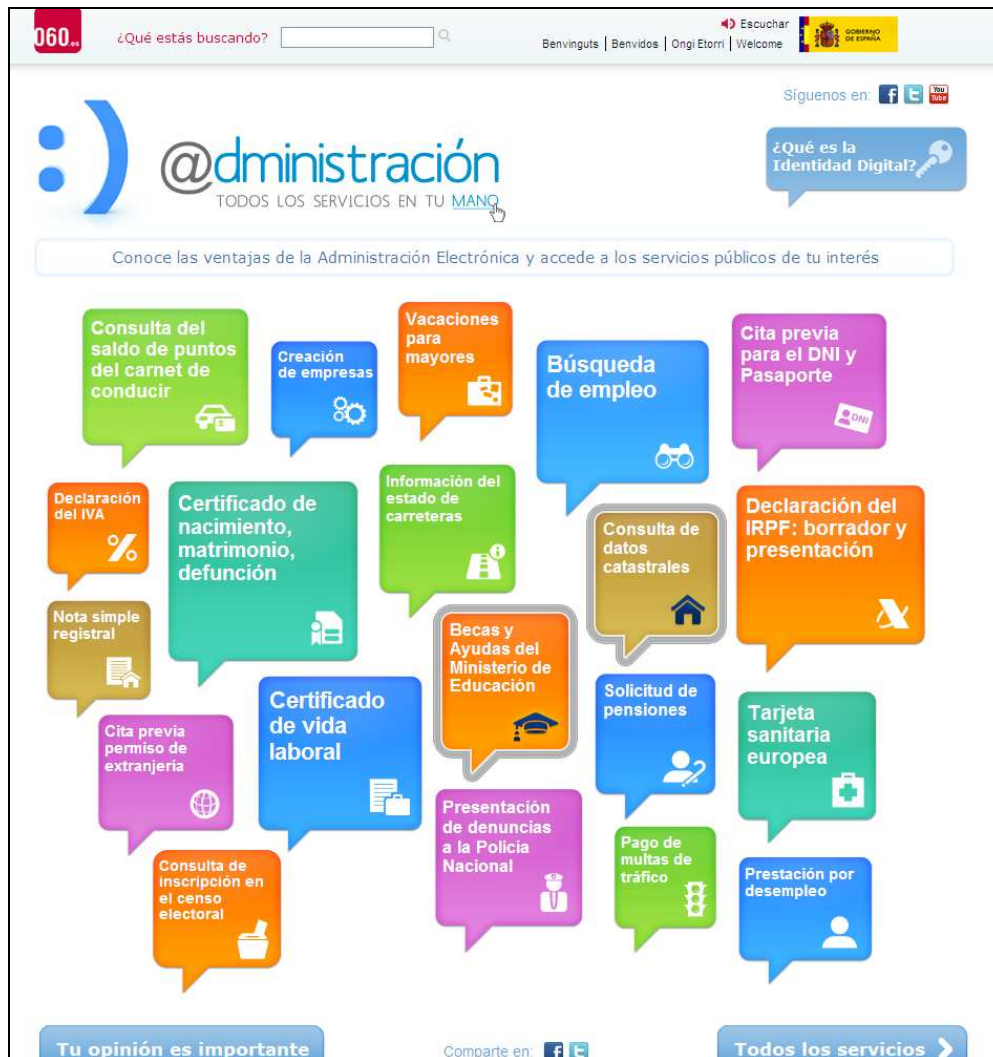 060.es
¿Qué estás buscando?
Escuchar
Benvinguts | Benvidos | Ongi Etorri | Welcome
GOBIERNO
DE ESPAÑA
Síguenos en:
You
Tube
:)
@dministración
TODOS LOS SERVICIOS EN TU MANO
¿Qué es la
Identidad Digital?
Conoce las ventajas de la Administración Electrónica y accede a los servicios públicos de tu interés
Consulta del
saldo de puntos
del carnet de
conducir
Creación
de empresas
Vacaciones
para
mayores
Búsqueda
de empleo
Cita previa
para el DNI y
Pasaporte
DNI
Declaración
del IVA
%
Certificado de
nacimiento,
matrimonio,
defunción
Información del
estado de
carreteras
Consulta de
datos
catastrales
Declaración del
IRPF: borrador y
presentación
Nota simple
registral
Becas y
Ayudas del
Ministerio de
Educación
Cita previa
permiso de
extranjería
Certificado
de vida
laboral
Solicitud de
pensiones
Tarjeta
sanitaria
europea
Presentación
de denuncias
a la Policía
Nacional
Pago de
multas de
tráfico
Consulta de
inscripción en
el censo
electoral
Prestación por
desempleo
Tu opinión es importante
Comparte en:
Todos los servicios